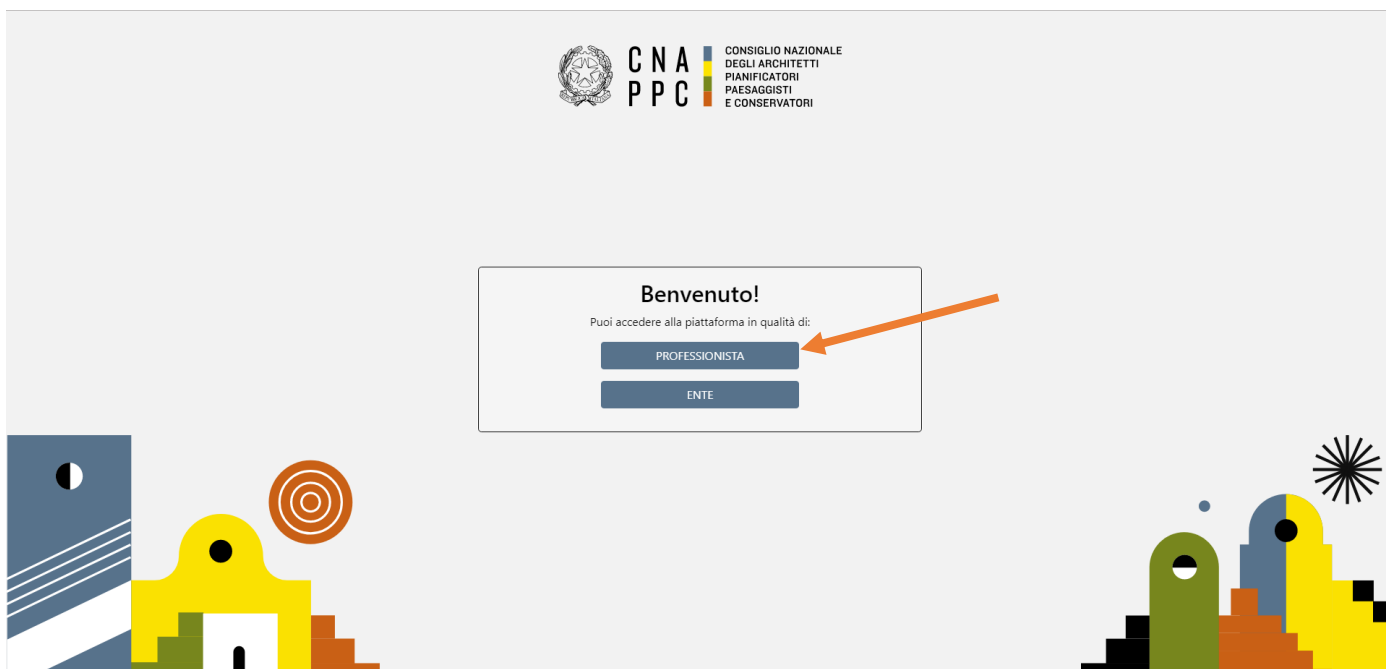 CNA
PPC
CONSIGLIO NAZIONALE
DEGLI ARCHITETTI
PIANIFICATORI
PAESAGGISTI
E CONSERVATORI
Benvenuto!
Puoi accedere alla piattaforma in qualità di:
PROFESSIONISTA
ENTE